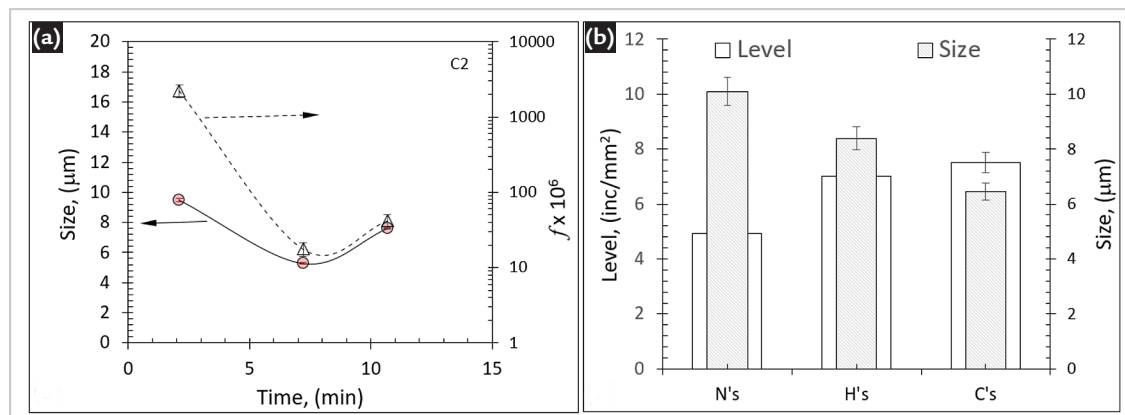 (a)
C2
Size, (µm)
20
18
16
14
12
10
8
6
4
2
0
10000
1000
100
10
1
f x 10⁶
0 5 10 15
Time, (min)
(b)
Level Size
Level, (inc/mm²)
12
10
8
6
4
2
0
12
10
8
6
4
2
0
Size, (µm)
N's H's C's